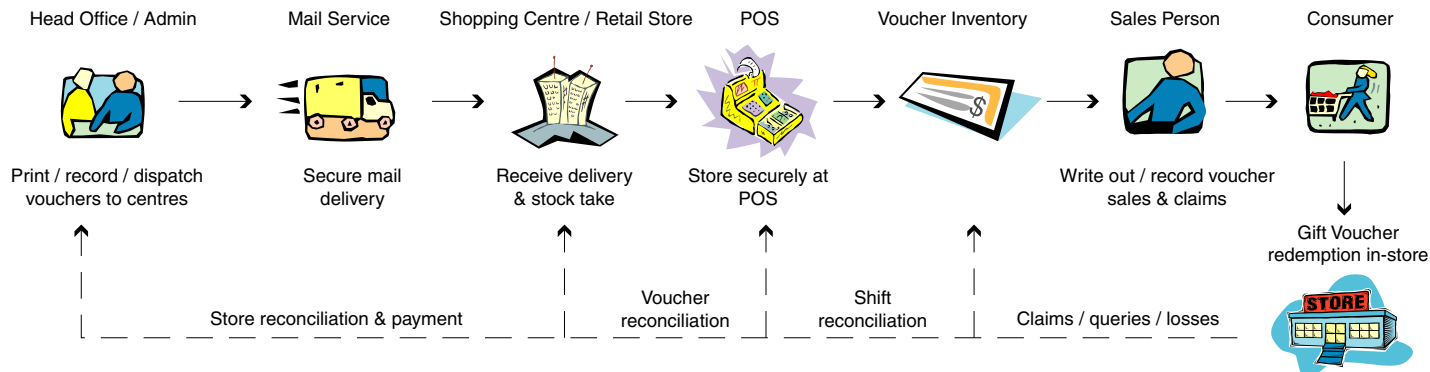 Head Office / Admin
Mail Service
Shopping Centre / Retail Store
POS
Voucher Inventory
Sales Person
Consumer
$
Print / record / dispatch
vouchers to centres
Secure mail
delivery
Receive delivery
& stock take
Store securely at
POS
Write out / record voucher
sales & claims
Gift Voucher
redemption in-store
STORE
Store reconciliation & payment
Voucher
reconciliation
Shift
reconciliation
Claims / queries / losses